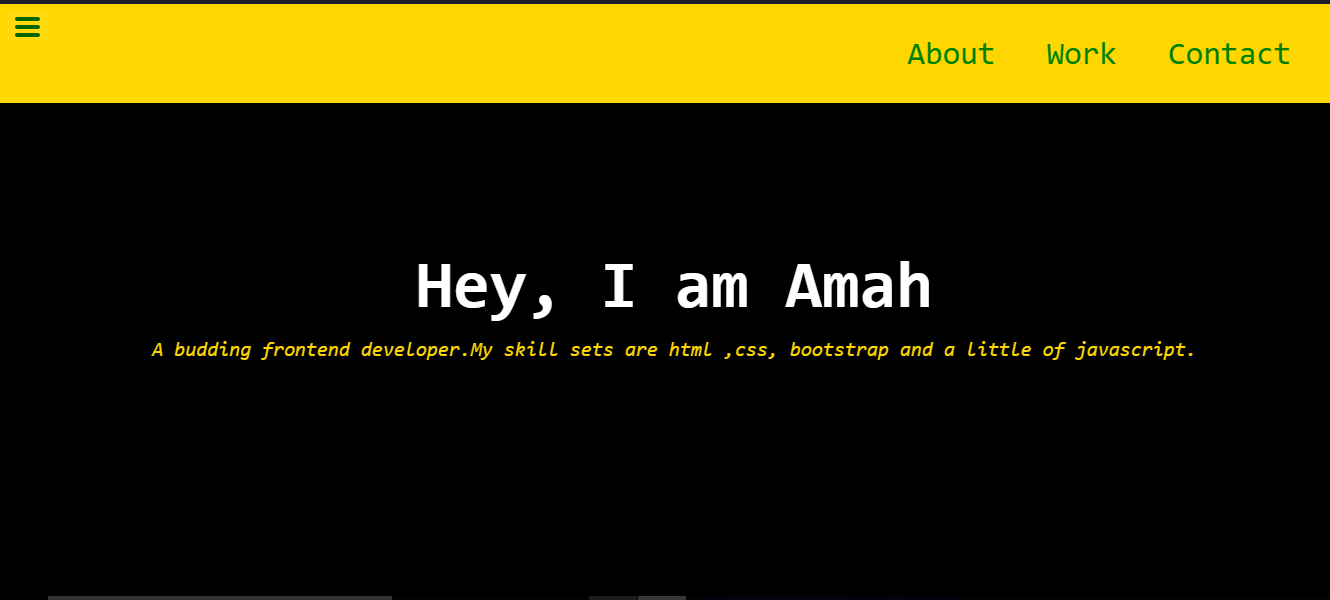 About Work Contact
Hey, I am Amah
A budding frontend developer.My skill sets are html ,css, bootstrap and a little of javascript.